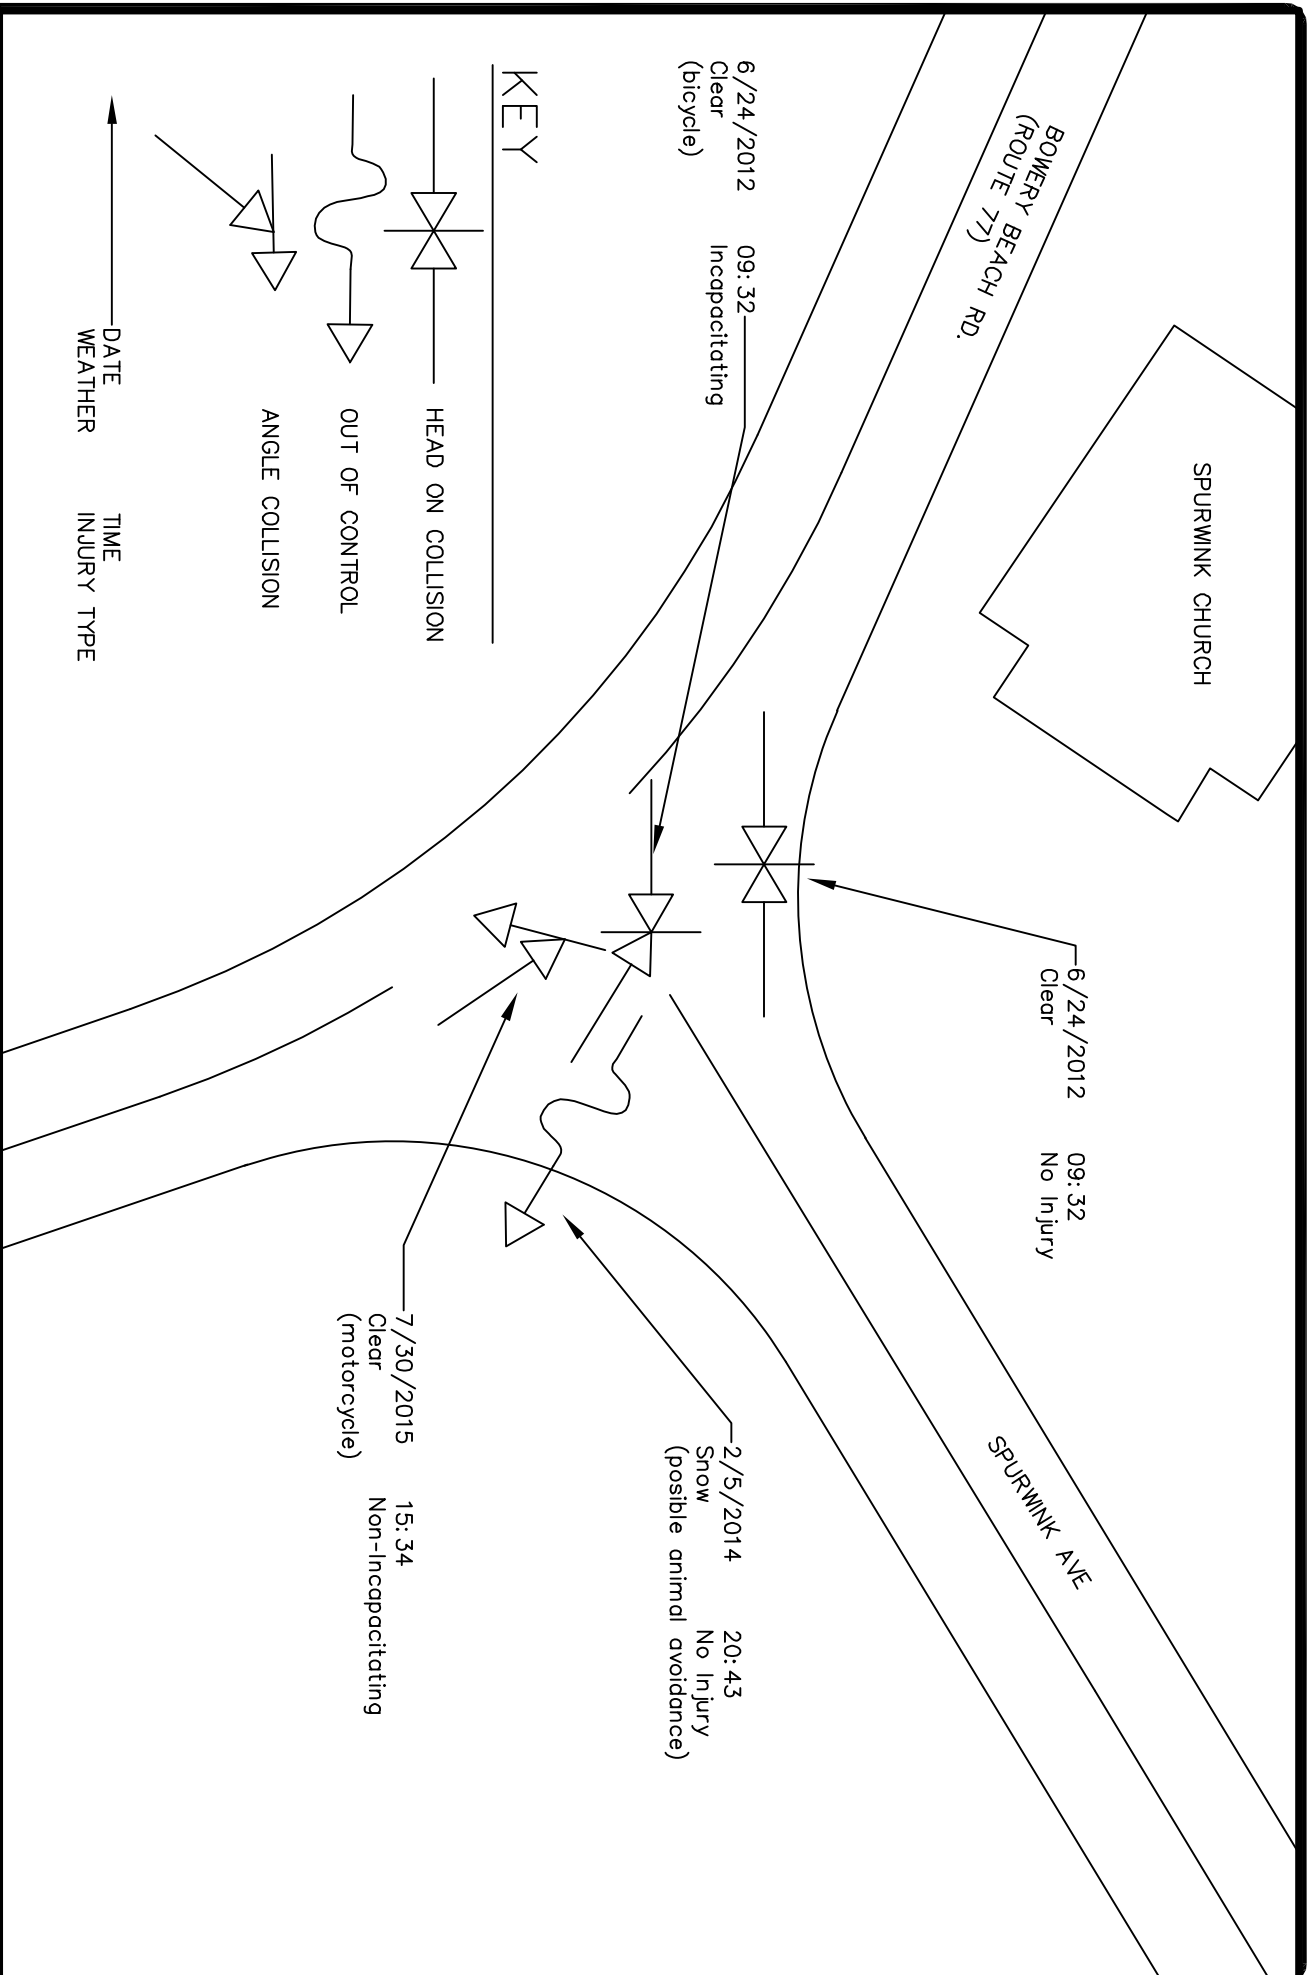 SPURWINK CHURCH
BOWERY BEACH RD.
(ROUTE 77)
SPURWINK AVE
6/24/2012 09:32
Clear No Injury
6/24/2012 09:32
Clear Incapacitating
(bicycle)
2/5/2014 20:43
Snow No Injury
(posible animal avoidance)
7/30/2015 15:34
Clear Non-Incapacitating
(motorcycle)
KEY
HEAD ON COLLISION
OUT OF CONTROL
ANGLE COLLISION
DATE TIME
WEATHER INJURY TYPE